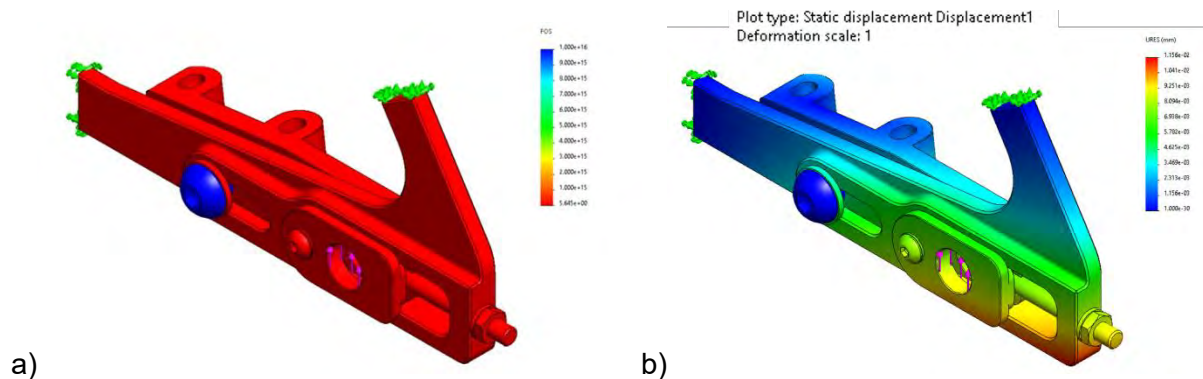 Plot type: Static displacement Displacement1
Deformation scale: 1
FOS
1.000e+16
9.000e+15
8.000e+15
7.000e+15
6.000e+15
5.000e+15
4.000e+15
3.000e+15
2.000e+15
1.000e+15
5.645e+00
URES (mm)
1.156e-02
1.041e-02
9.251e-03
8.094e-03
6.938e-03
5.782e-03
4.625e-03
3.469e-03
2.313e-03
1.156e-03
1.000e-30
a)
b)